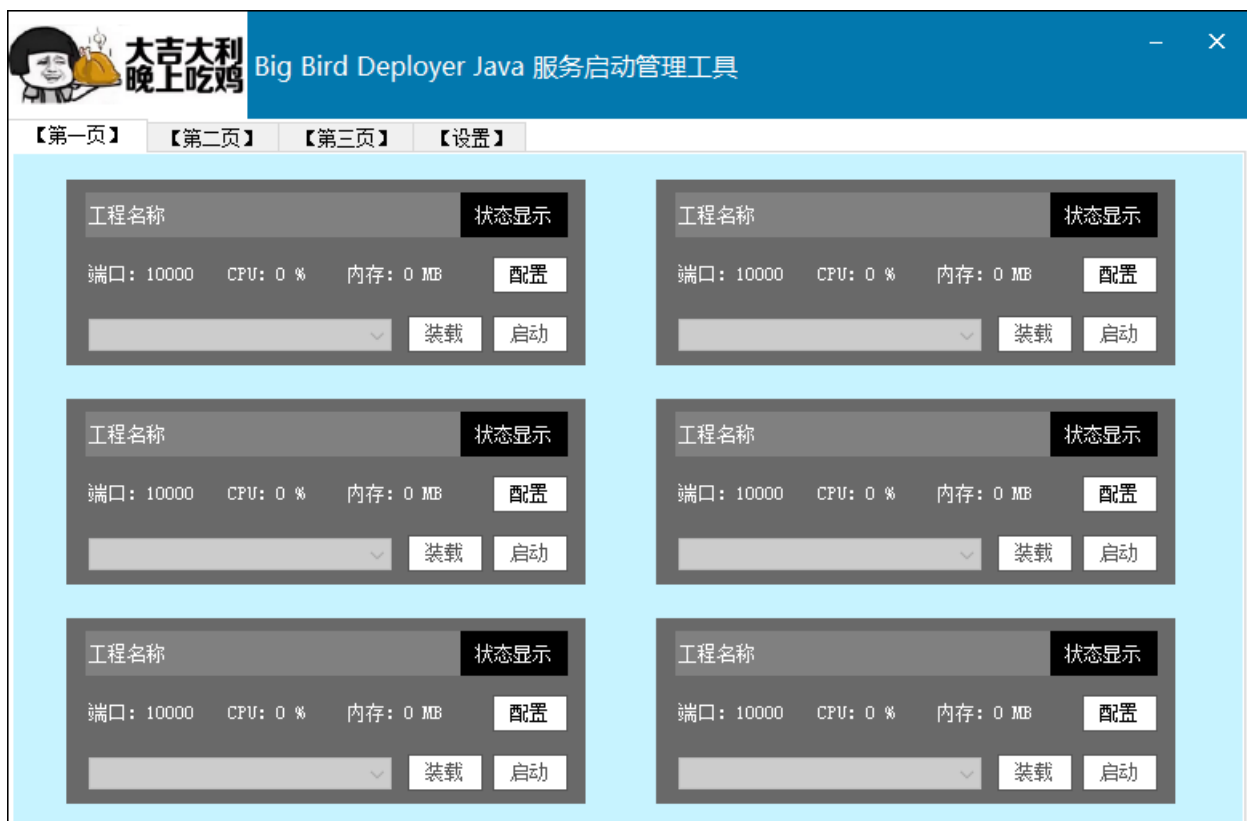 大吉大利
晚上吃鸡
Big Bird Deployer Java 服务启动管理工具
【第一页】 【第二页】 【第三页】 【设置】
工程名称 状态显示
端口: 10000 CPU: 0 % 内存: 0 MB 配置
装载 启动
工程名称 状态显示
端口: 10000 CPU: 0 % 内存: 0 MB 配置
装载 启动
工程名称 状态显示
端口: 10000 CPU: 0 % 内存: 0 MB 配置
装载 启动
工程名称 状态显示
端口: 10000 CPU: 0 % 内存: 0 MB 配置
装载 启动
工程名称 状态显示
端口: 10000 CPU: 0 % 内存: 0 MB 配置
装载 启动
工程名称 状态显示
端口: 10000 CPU: 0 % 内存: 0 MB 配置
装载 启动